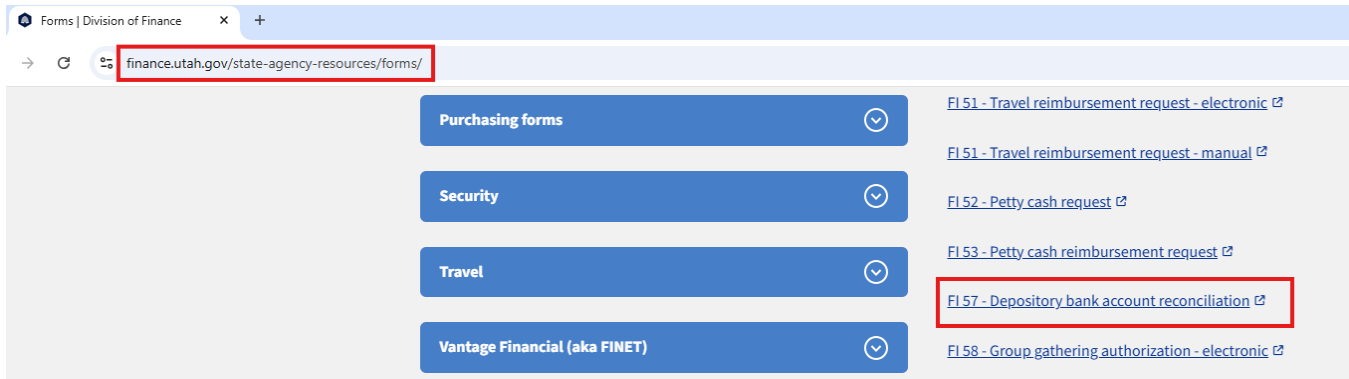 Forms | Division of Finance
finance.utah.gov/state-agency-resources/forms/
Purchasing forms
Security
Travel
Vantage Financial (aka FINET)
FI 51 - Travel reimbursement request - electronic
FI 51 - Travel reimbursement request - manual
FI 52 - Petty cash request
FI 53 - Petty cash reimbursement request
FI 57 - Depository bank account reconciliation
FI 58 - Group gathering authorization - electronic